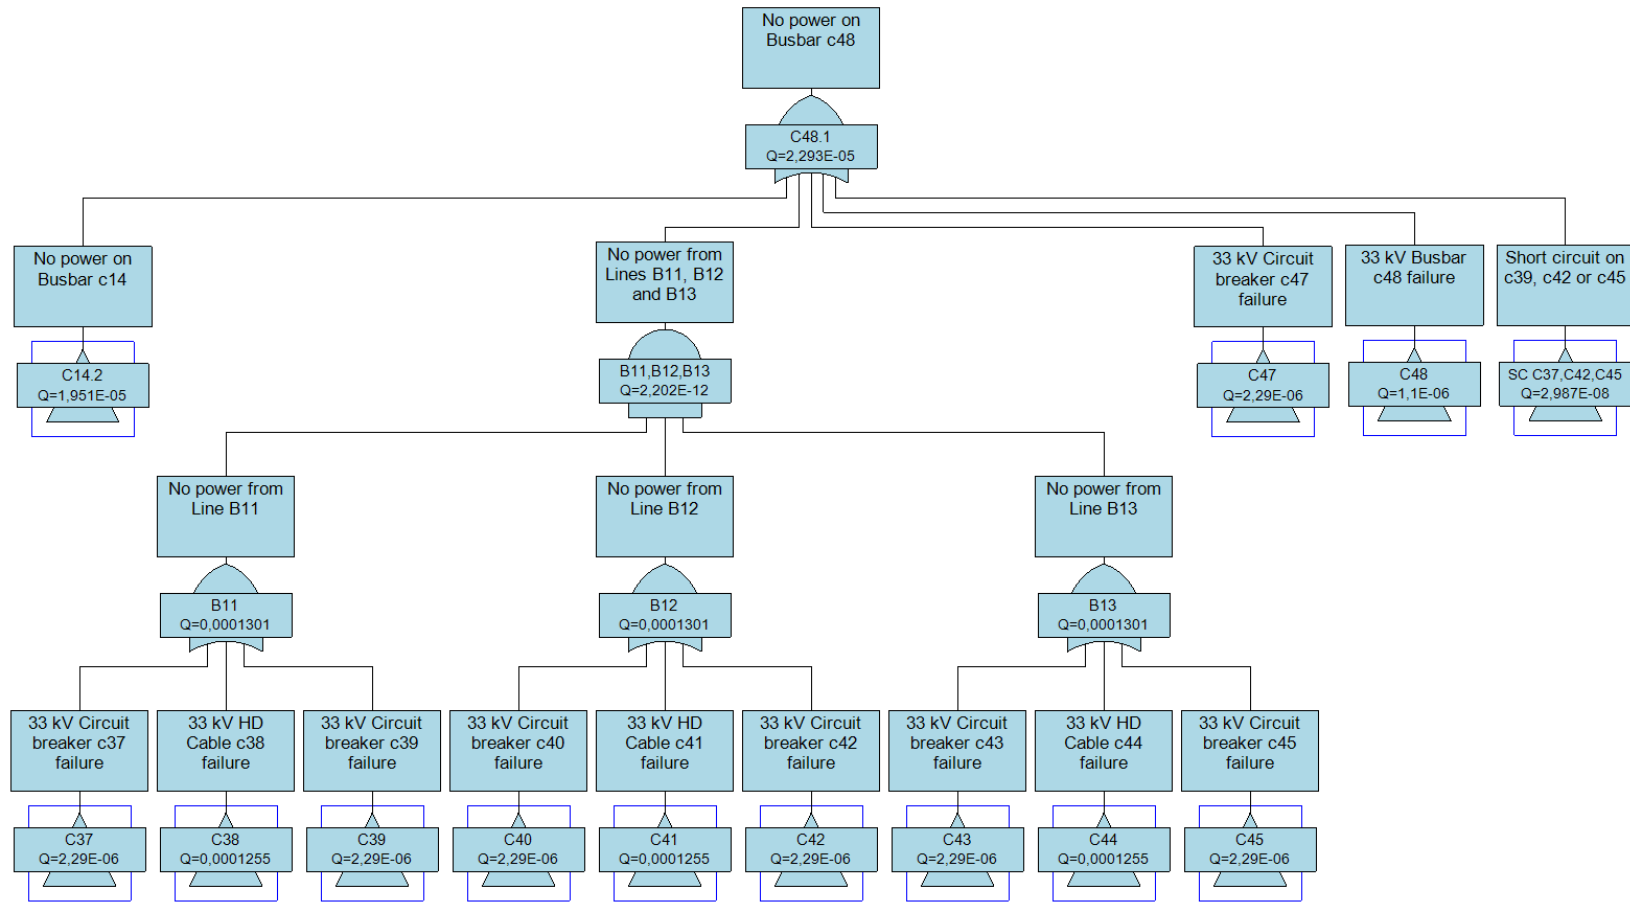 No power on
Busbar c48
C48.1
Q=2,293E-05
No power on
Busbar c14
C14.2
Q=1,951E-05
No power from
Lines B11, B12
and B13
B11,B12,B13
Q=2,202E-12
33 kV Circuit
breaker c47
failure
C47
Q=2,29E-06
33 kV Busbar
c48 failure
C48
Q=1,1E-06
Short circuit on
c39, c42 or c45
SC C37,C42,C45
Q=2,987E-08
No power from
Line B11
B11
Q=0,0001301
No power from
Line B12
B12
Q=0,0001301
No power from
Line B13
B13
Q=0,0001301
33 kV Circuit
breaker c37
failure
C37
Q=2,29E-06
33 kV HD
Cable c38
failure
C38
Q=0,0001255
33 kV Circuit
breaker c39
failure
C39
Q=2,29E-06
33 kV Circuit
breaker c40
failure
C40
Q=2,29E-06
33 kV HD
Cable c41
failure
C41
Q=0,0001255
33 kV Circuit
breaker c42
failure
C42
Q=2,29E-06
33 kV Circuit
breaker c43
failure
C43
Q=2,29E-06
33 kV HD
Cable c44
failure
C44
Q=0,0001255
33 kV Circuit
breaker c45
failure
C45
Q=2,29E-06